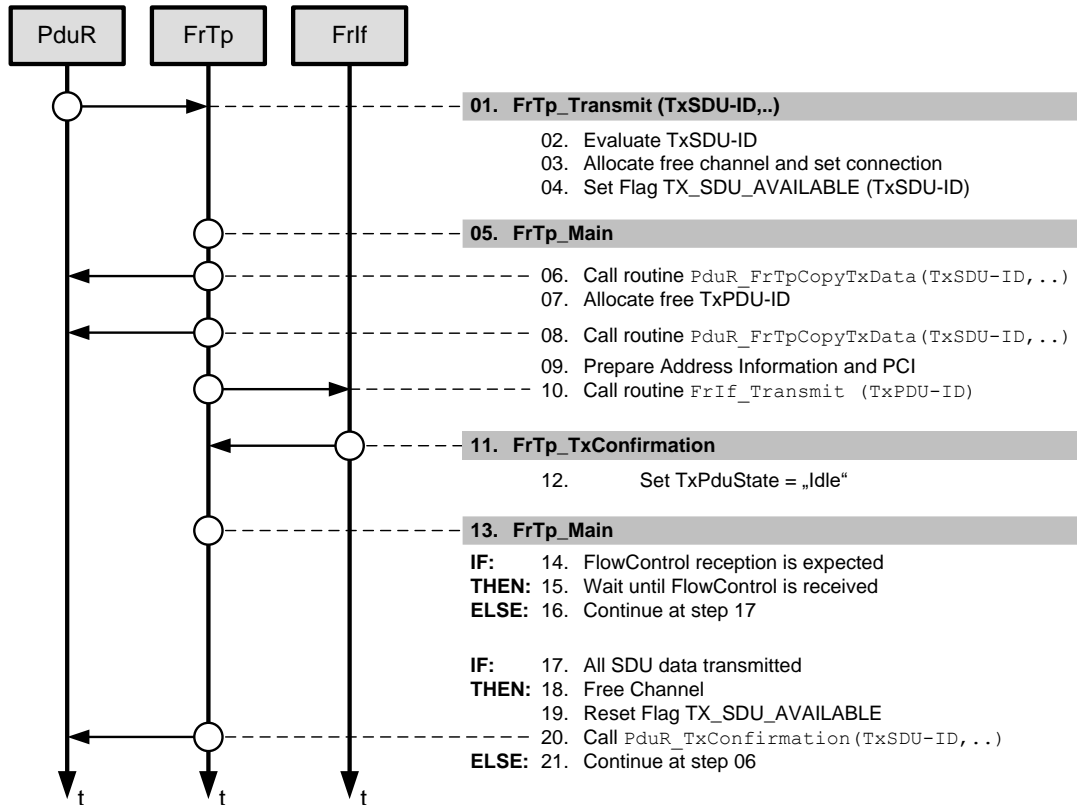 PduR FrTp FrIf
01. FrTp_Transmit (TxSDU-ID,..)
02. Evaluate TxSDU-ID
03. Allocate free channel and set connection
04. Set Flag TX_SDU_AVAILABLE (TxSDU-ID)
05. FrTp_Main
06. Call routine PduR_FrTpCopyTxData(TxSDU-ID,..)
07. Allocate free TxPDU-ID
08. Call routine PduR_FrTpCopyTxData(TxSDU-ID,..)
09. Prepare Address Information and PCI
10. Call routine FrIf_Transmit (TxPDU-ID)
11. FrTp_TxConfirmation
12. Set TxPduState = „Idle“
13. FrTp_Main
IF: 14. FlowControl reception is expected
THEN: 15. Wait until FlowControl is received
ELSE: 16. Continue at step 17
IF: 17. All SDU data transmitted
THEN: 18. Free Channel
19. Reset Flag TX_SDU_AVAILABLE
20. Call PduR_TxConfirmation(TxSDU-ID,..)
ELSE: 21. Continue at step 06
t t t